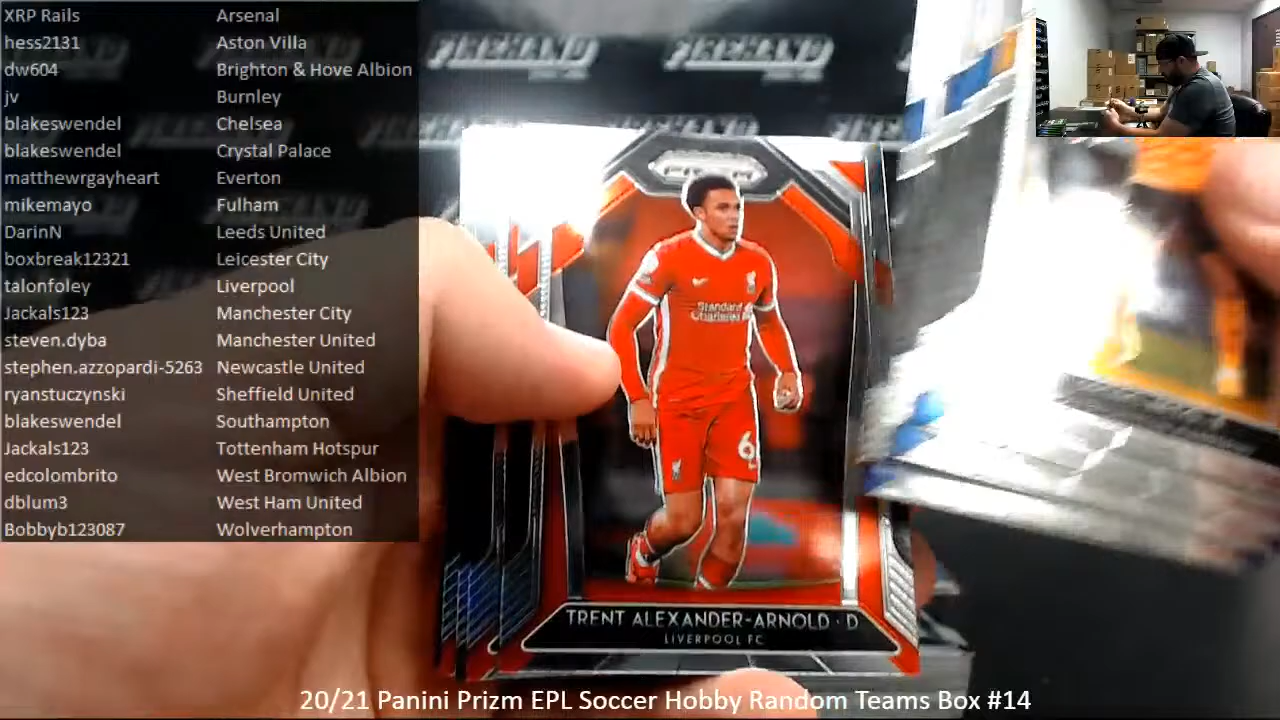 XRP Rails Arsenal
hess2131 Aston Villa
dw604 Brighton & Hove Albion
jv Burnley
blakeswendel Chelsea
blakeswendel Crystal Palace
matthewrgayheart Everton
mikemayo Fulham
DarinN Leeds United
boxbreak12321 Leicester City
talonfoley Liverpool
Jackals123 Manchester City
steven.dyba Manchester United
stephen.azzopardi-5263 Newcastle United
ryanstuczynski Sheffield United
blakeswendel Southampton
Jackals123 Tottenham Hotspur
edcolombrito West Bromwich Albion
dblum3 West Ham United
Bobbyb123087 Wolverhampton
FIREHAND FIREHAND
Standard
Chartered
6
TRENT ALEXANDER-ARNOLD · D
LIVERPOOL FC
20/21 Panini Prizm EPL Soccer Hobby Random Teams Box #14